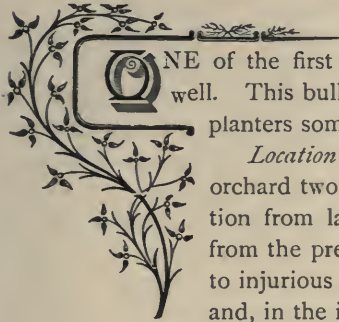 ONE of the first
well. This bull
planters som
Location
orchard two
tion from la
from the pre
to injurious
and, in the i